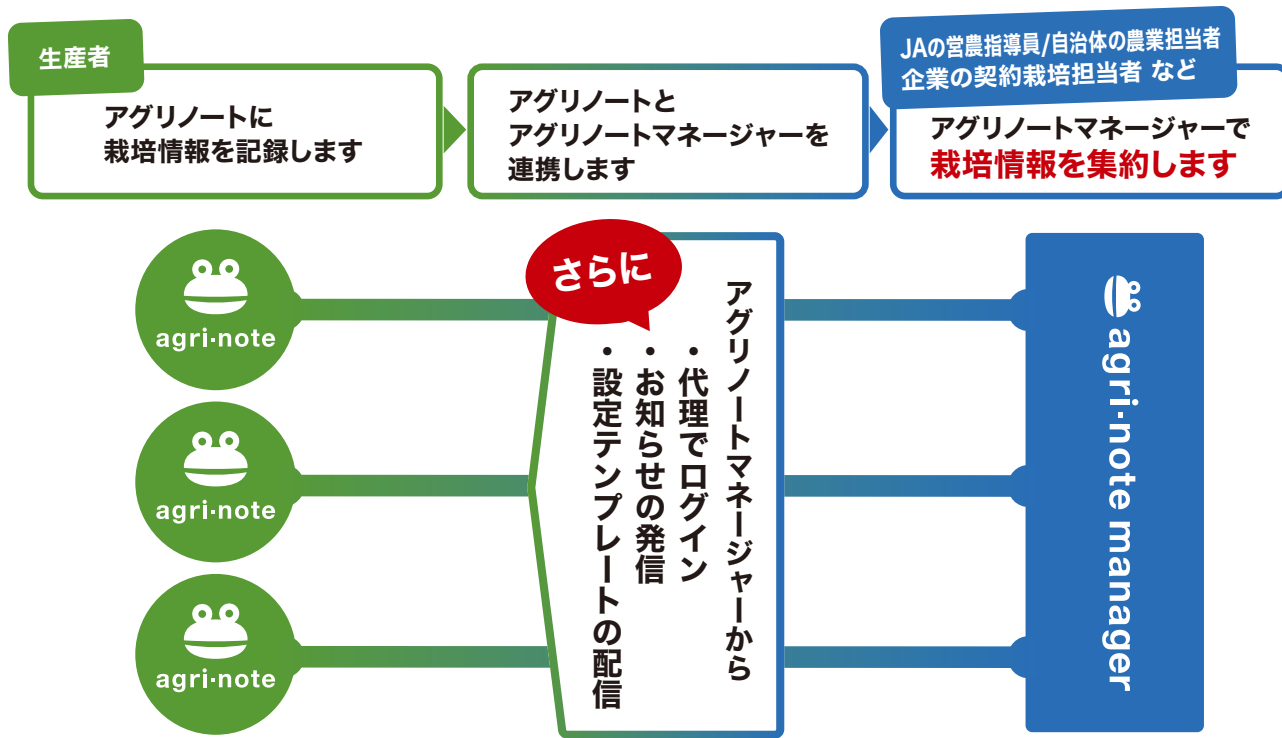 生産者
アグリノートに
栽培情報を記録します
アグリノートと
アグリノートマネージャーを
連携します
JAの営農指導員/自治体の農業担当者
企業の契約栽培担当者 など
アグリノートマネージャーで
栽培情報を集約します
agri·note
agri·note
agri·note
さらに
アグリノートマネージャーから
・代理でログイン
・お知らせの発信
・設定テンプレートの配信
agri·note manager